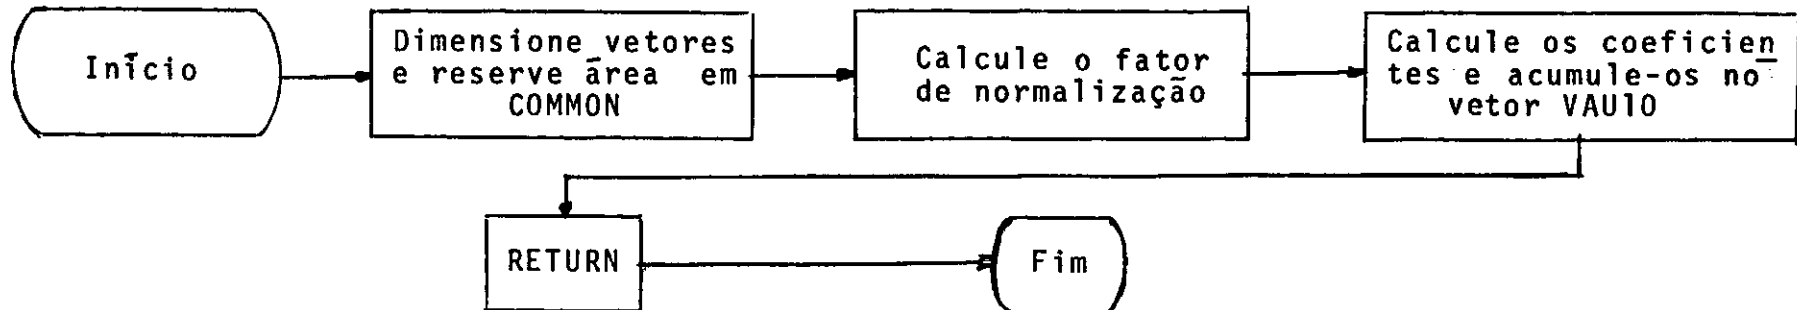 Início
Dimensione vetores
e reserve área em
COMMON
Calcule o fator
de normalização
Calcule os coeficien
tes e acumule-os no
vetor VAU10
RETURN
Fim